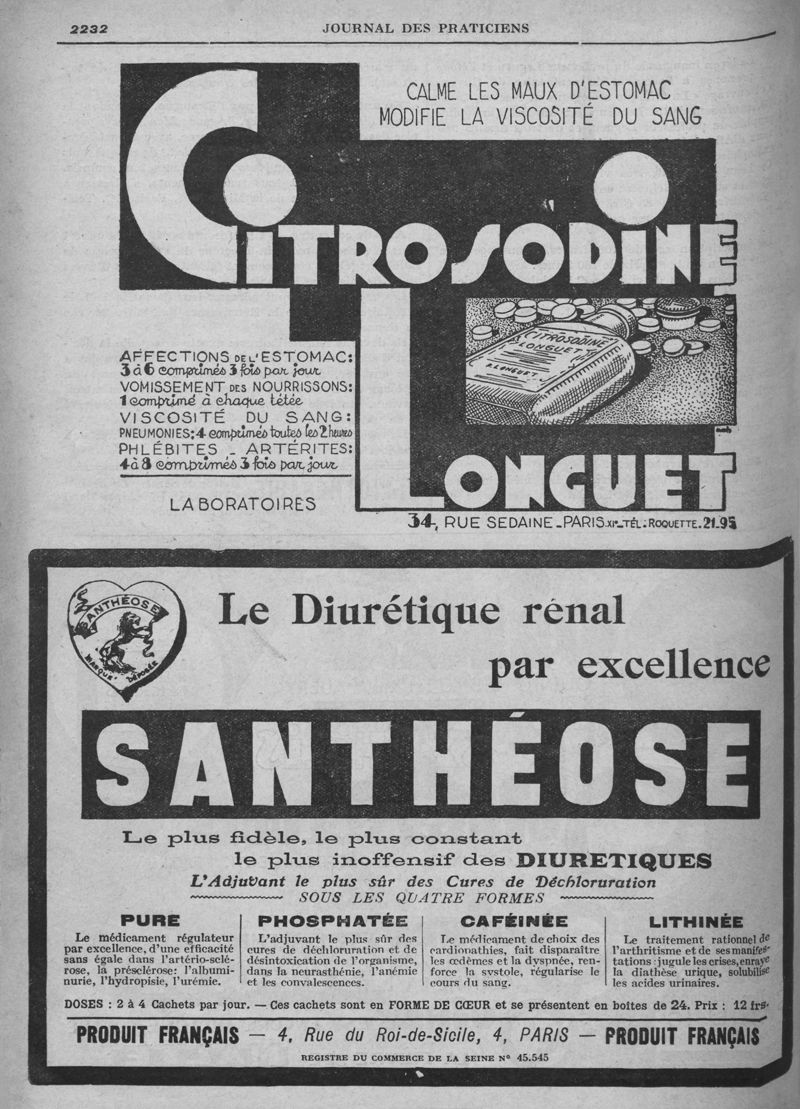 2232
JOURNAL DES PRATICIENS
CALME LES MAUX D'ESTOMAC
MODIFIE LA VISCOSITÉ DU SANG
CITROSODINE
CITROSODINE
LONGUET
P. LONGUET
AFFECTIONS DE L'ESTOMAC:
3 à 6 comprimés 3 fois par jour
VOMISSEMENT DES NOURRISSONS:
1 comprimé à chaque tétée
VISCOSITÉ DU SANG:
PNEUMONIES: 4 comprimés toutes les 2 heures
PHLÉBITES - ARTÉRITES:
4 à 8 comprimés 3 fois par jour
LABORATOIRES
LONGUET
34, RUE SEDAINE-PARIS.XIe-TÉL: ROQUETTE.21-95
SANTHÉOSE
MARQUE DÉPOSÉE
Le Diurétique rénal
par excellence
SANTHÉOSE
Le plus fidèle, le plus constant
le plus inoffensif des DIURETIQUES
L'Adjuvant le plus sûr des Cures de Déchloruration
SOUS LES QUATRE FORMES
PURE
Le médicament régulateur
par excellence, d'une efficacité
sans égale dans l'artério-sclé-
rose, la présclérose: l'albumi-
nurie, l'hydropisie, l'urémie.
PHOSPHATÉE
L'adjuvant le plus sûr des
cures de déchloruration et de
désintoxication de l'organisme,
dans la neurasthénie, l'anémie
et les convalescences.
CAFÉINÉE
Le médicament de choix des
cardiopathies, fait disparaître
les œdèmes et la dyspnée, ren-
force la systole, régularise le
cours du sang.
LITHINÉE
Le traitement rationnel de
l'arthritisme et de ses manifes-
tations: jugule les crises, enraye
la diathèse urique, solubilise
les acides urinaires.
DOSES : 2 à 4 Cachets par jour. — Ces cachets sont en FORME DE CŒUR et se présentent en boites de 24. Prix : 12 frs.
PRODUIT FRANÇAIS — 4, Rue du Roi-de-Sicile, 4, PARIS — PRODUIT FRANÇAIS
REGISTRE DU COMMERCE DE LA SEINE N° 45.545